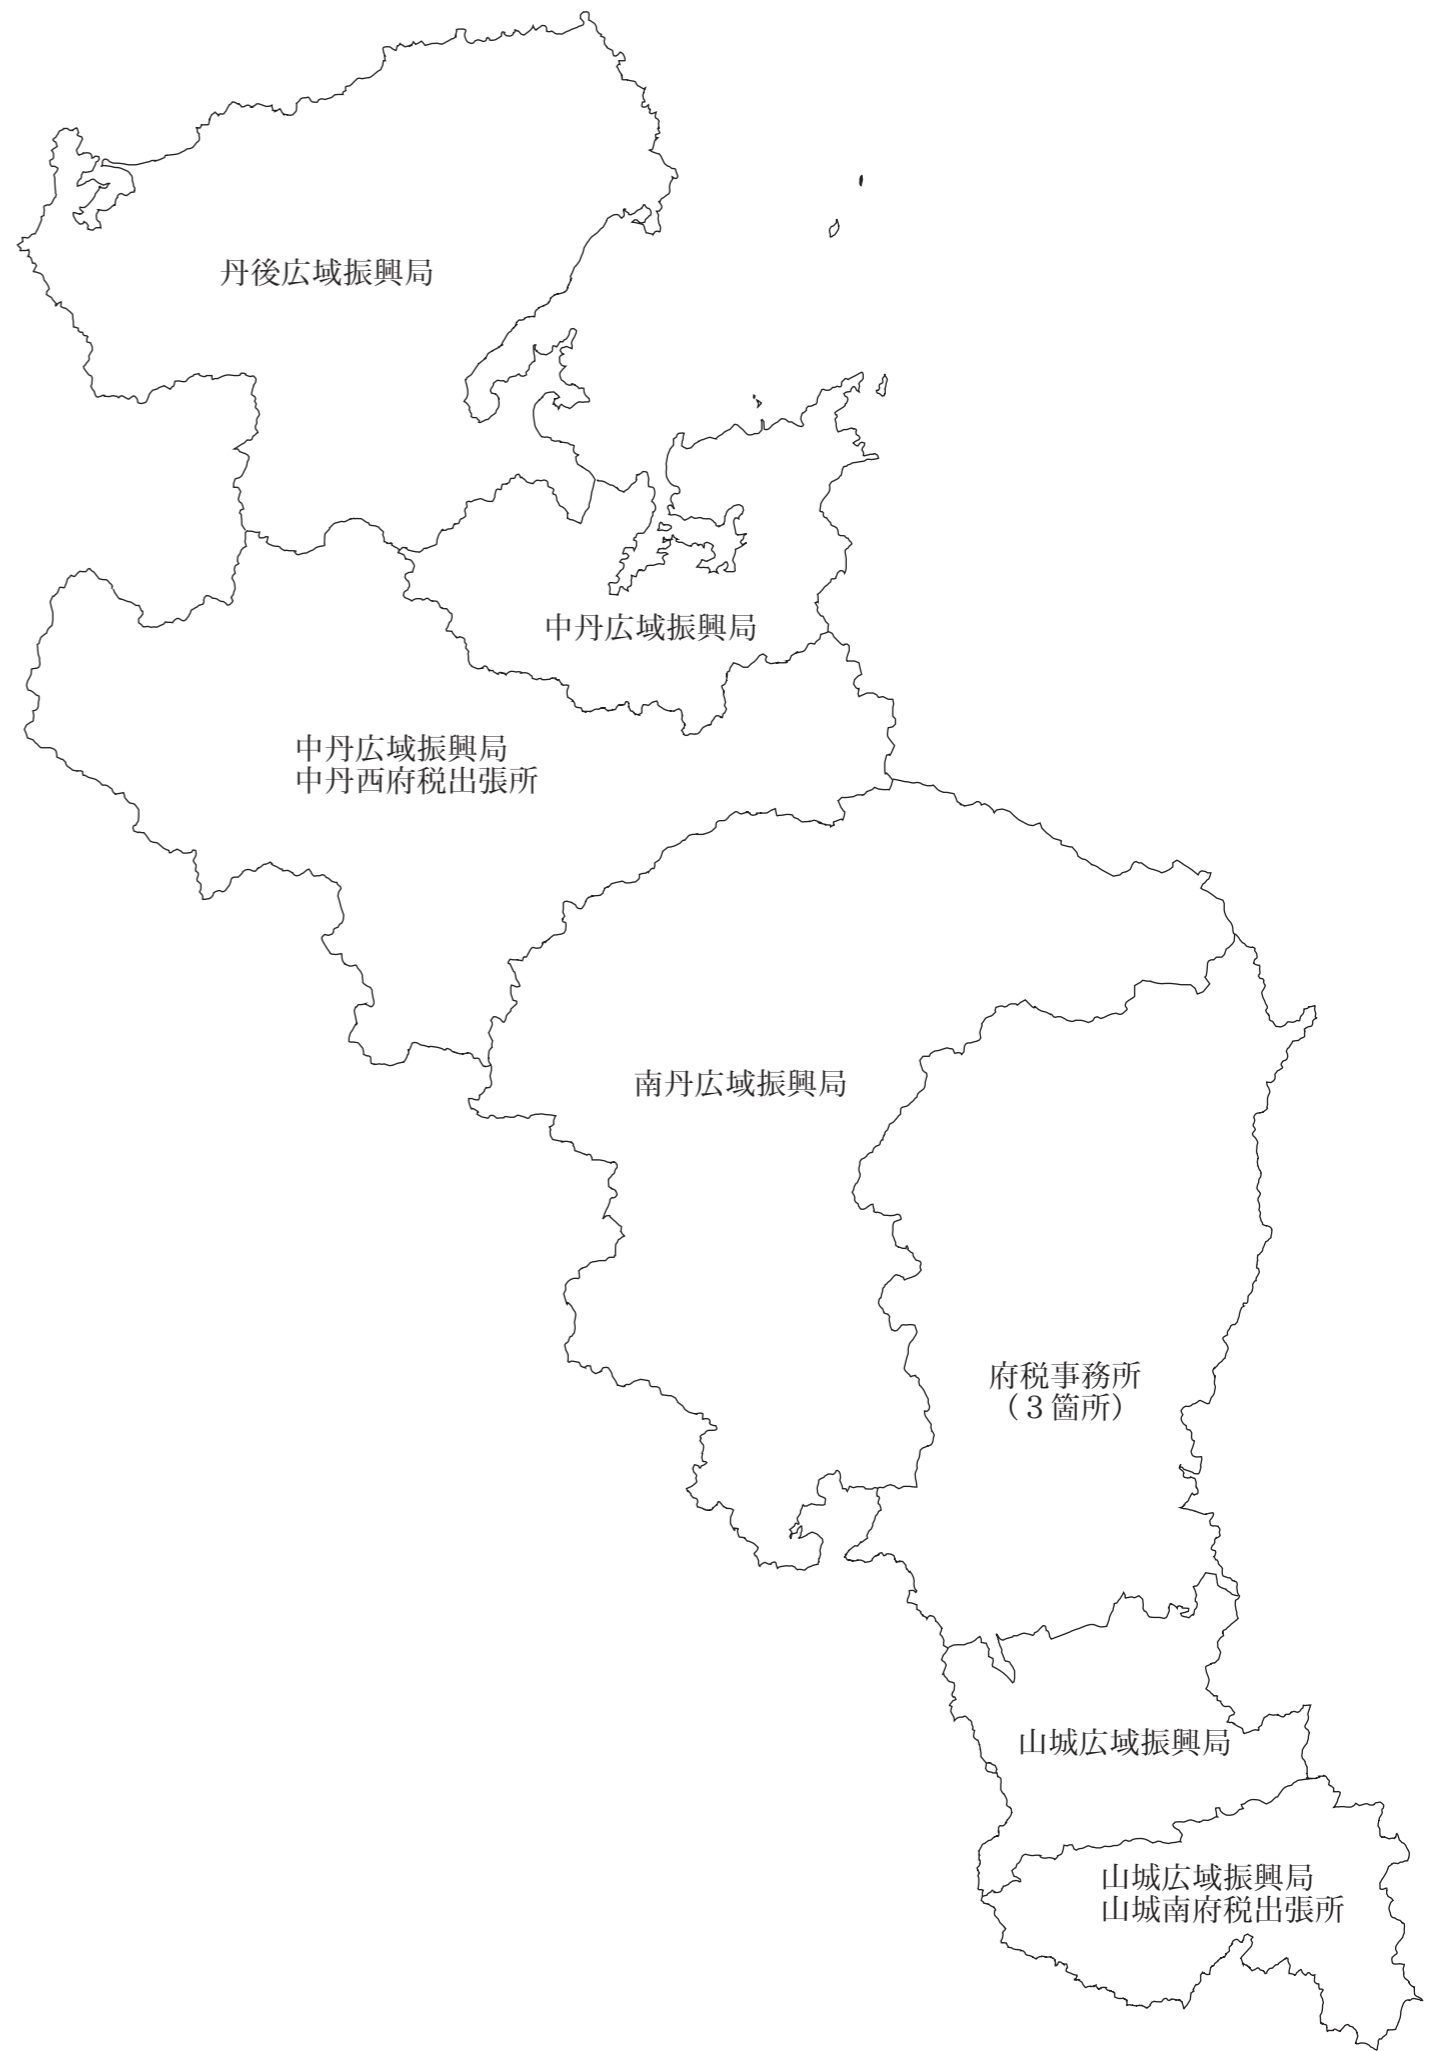 丹後広域振興局
中丹広域振興局
中丹広域振興局
中丹西府税出張所
南丹広域振興局
府税事務所
（３箇所）
山城広域振興局
山城広域振興局
山城南府税出張所